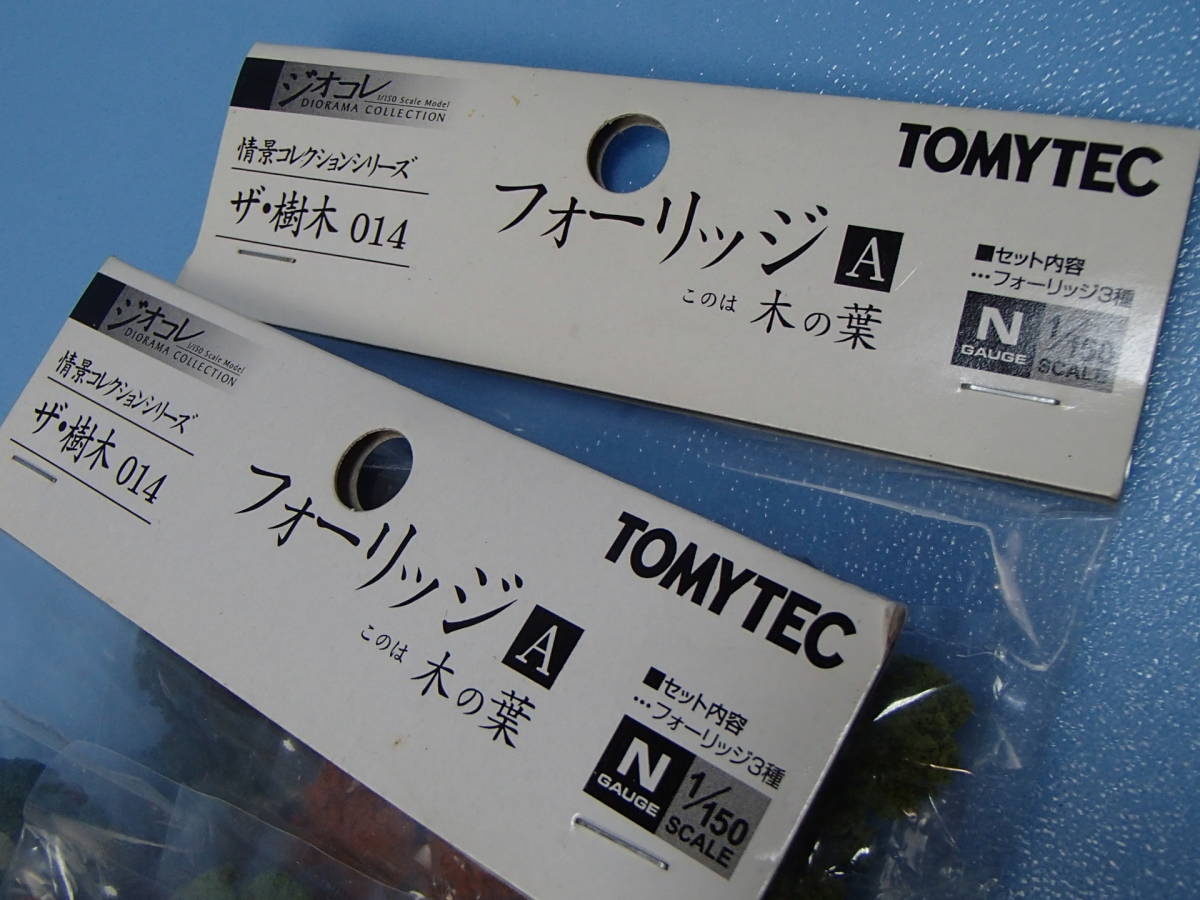 ジオコレ
1/150 Scale Model
DIORAMA COLLECTION
情景コレクションシリーズ
ザ・樹木 014
フォーリッジ A
このは 木の葉
TOMYTEC
■セット内容
…フォーリッジ3種
N GAUGE
1/150 SCALE
ジオコレ
1/150 Scale Model
DIORAMA COLLECTION
情景コレクションシリーズ
ザ・樹木 014
フォーリッジ A
このは 木の葉
TOMYTEC
■セット内容
…フォーリッジ3種
N GAUGE
1/150 SCALE